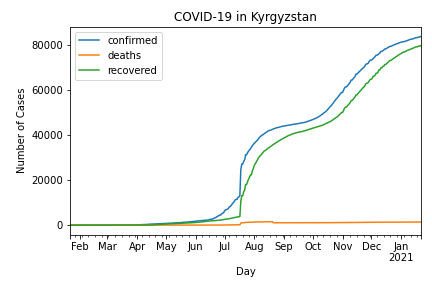 COVID-19 in Kyrgyzstan
confirmed
deaths
recovered
Number of Cases
80000
60000
40000
20000
0
Feb Mar Apr May Jun Jul Aug Sep Oct Nov Dec Jan
2021
Day